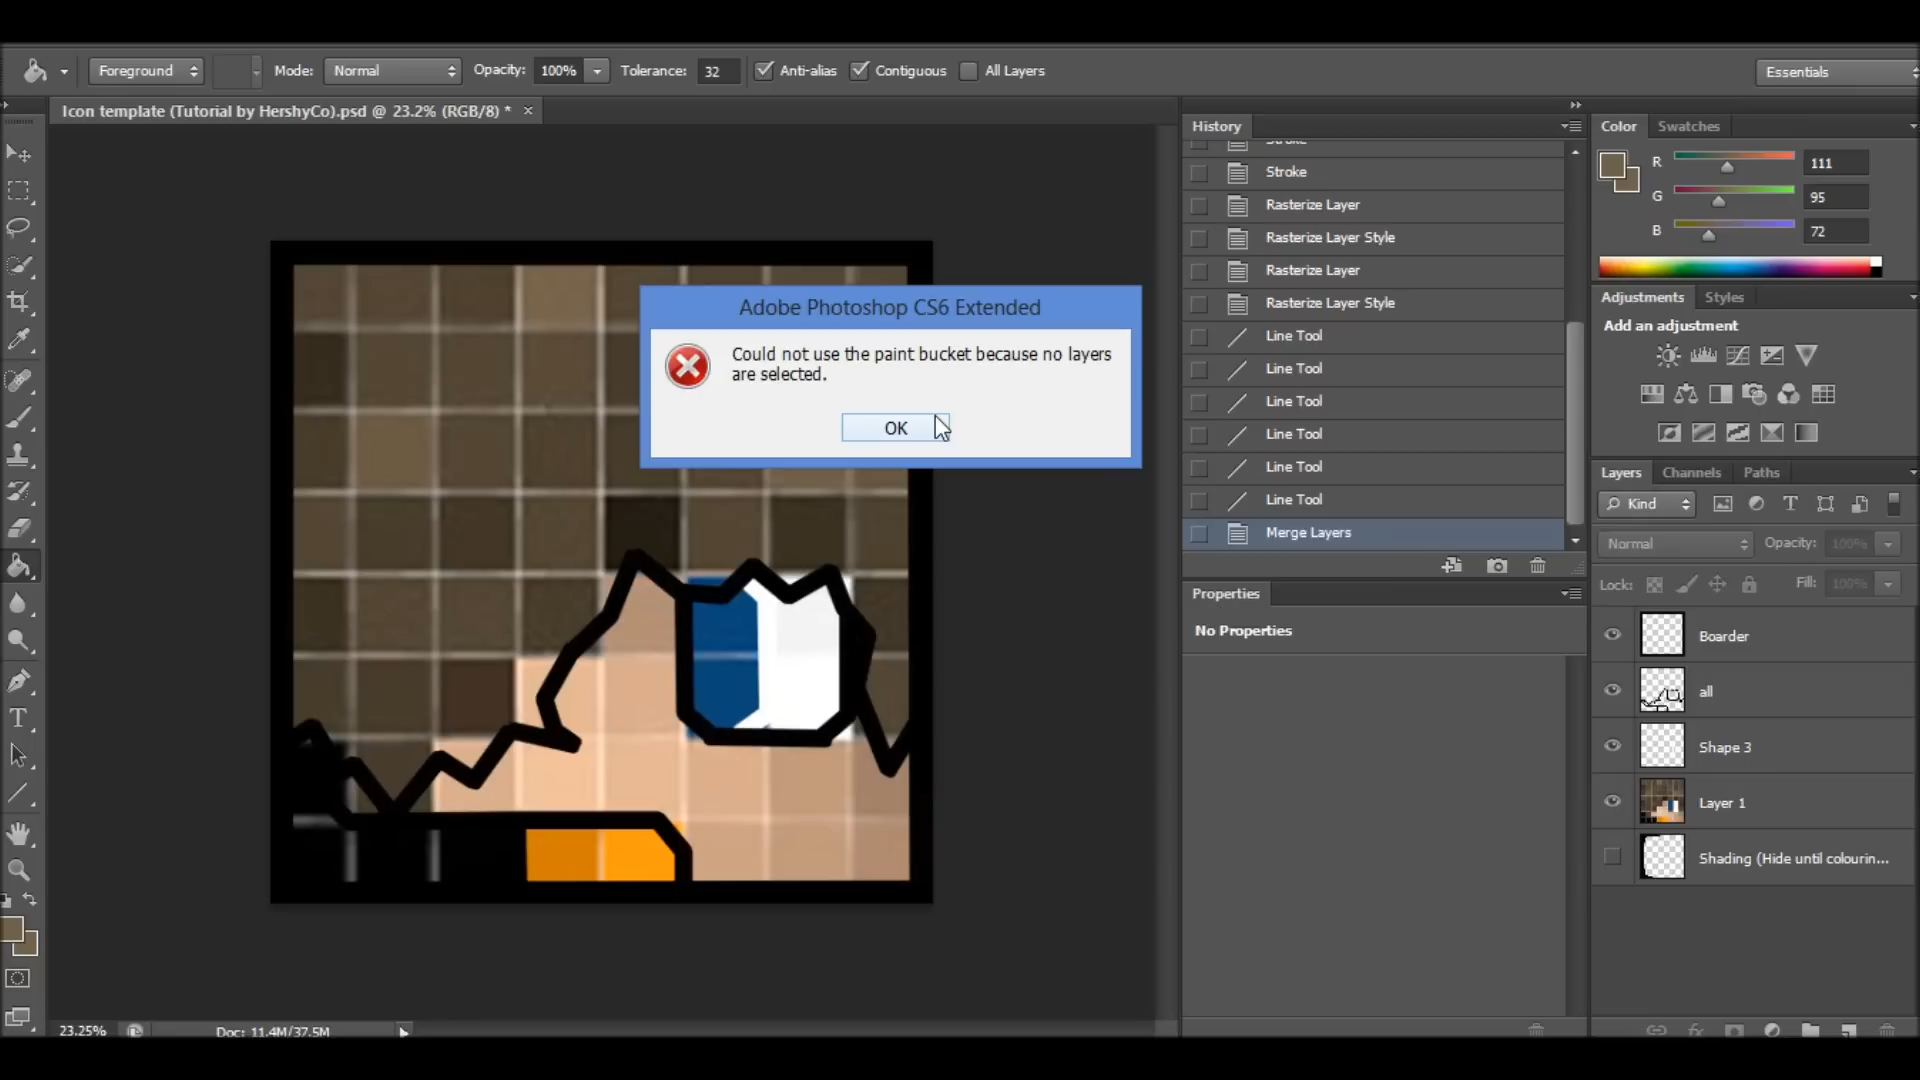 Foreground Mode: Normal Opacity: 100% Tolerance: 32 Anti-alias Contiguous All Layers Essentials
Icon template (Tutorial by HershyCo).psd @ 23.2% (RGB/8) * ×
Adobe Photoshop CS6 Extended
Could not use the paint bucket because no layers
are selected.
OK
History
Stroke
Stroke
Rasterize Layer
Rasterize Layer Style
Rasterize Layer
Rasterize Layer Style
Line Tool
Line Tool
Line Tool
Line Tool
Line Tool
Line Tool
Merge Layers
Properties
No Properties
Color Swatches
R 111
G 95
B 72
Adjustments Styles
Add an adjustment
Layers Channels Paths
Kind
Normal Opacity: 100%
Lock: Fill: 100%
Boarder
all
Shape 3
Layer 1
Shading (Hide until colourin...
23.25% Doc: 11.4M/37.5M